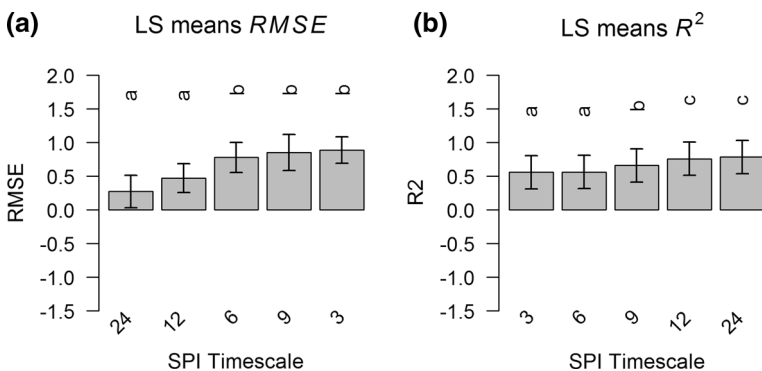 (a) LS means RMSE
2.0
1.5
1.0
0.5
0.0
-0.5
-1.0
-1.5
RMSE
a a b b b
24 12 6 9 3
SPI Timescale
(b) LS means R²
2.0
1.5
1.0
0.5
0.0
-0.5
-1.0
-1.5
R2
a a b c c
3 6 9 12 24
SPI Timescale